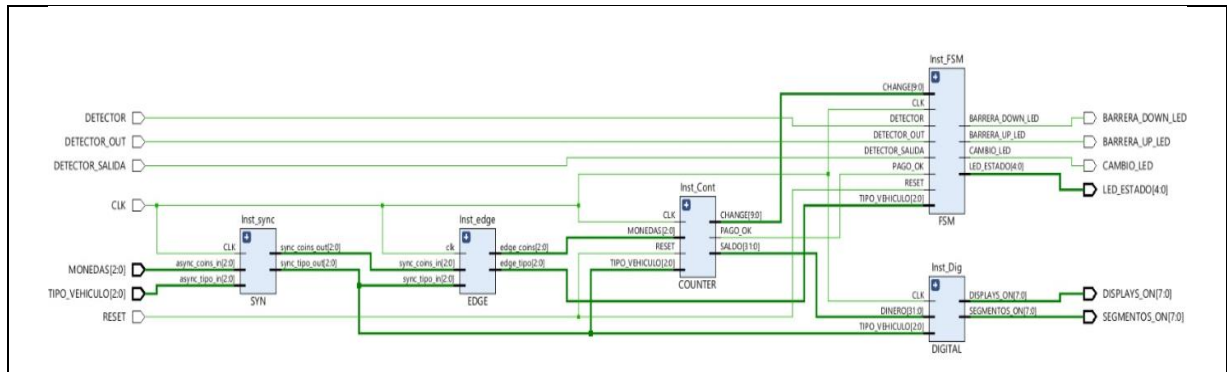 Inst_FSM
CHANGE[9:0]
CLK
DETECTOR
DETECTOR_OUT
DETECTOR_SALIDA
PAGO_OK
RESET
TIPO_VEHICULO[2:0]
BARRERA_DOWN_LED
BARRERA_UP_LED
CAMBIO_LED
LED_ESTADO[4:0]
FSM
DETECTOR
DETECTOR_OUT
DETECTOR_SALIDA
CLK
MONEDAS[2:0]
TIPO_VEHICULO[2:0]
RESET
Inst_sync
CLK
async_coins_in[2:0]
async_tipo_in[2:0]
sync_coins_out[2:0]
sync_tipo_out[2:0]
SYN
Inst_edge
clk
sync_coins_in[2:0]
sync_tipo_in[2:0]
edge_coins[2:0]
edge_tipo[2:0]
EDGE
Inst_Cont
CLK
MONEDAS[2:0]
RESET
TIPO_VEHICULO[2:0]
CHANGE[9:0]
PAGO_OK
SALDO[31:0]
COUNTER
Inst_Dig
CLK
DINERO[31:0]
TIPO_VEHICULO[2:0]
DISPLAYS_ON[7:0]
SEGMENTOS_ON[7:0]
DIGITAL
BARRERA_DOWN_LED
BARRERA_UP_LED
CAMBIO_LED
LED_ESTADO[4:0]
DISPLAYS_ON[7:0]
SEGMENTOS_ON[7:0]